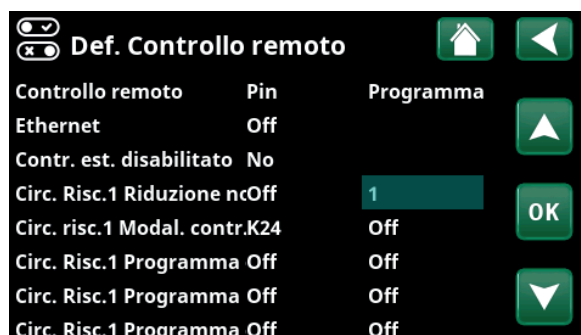 Def. Controllo remoto
Controllo remoto Pin Programma
Ethernet Off
Contr. est. disabilitato No
Circ. Risc.1 Riduzione no Off 1
Circ. risc.1 Modal. contr. K24 Off
OK
Circ. Risc.1 Programma Off Off
Circ. Risc.1 Programma Off Off
Circ. Risc.1 Programma Off Off